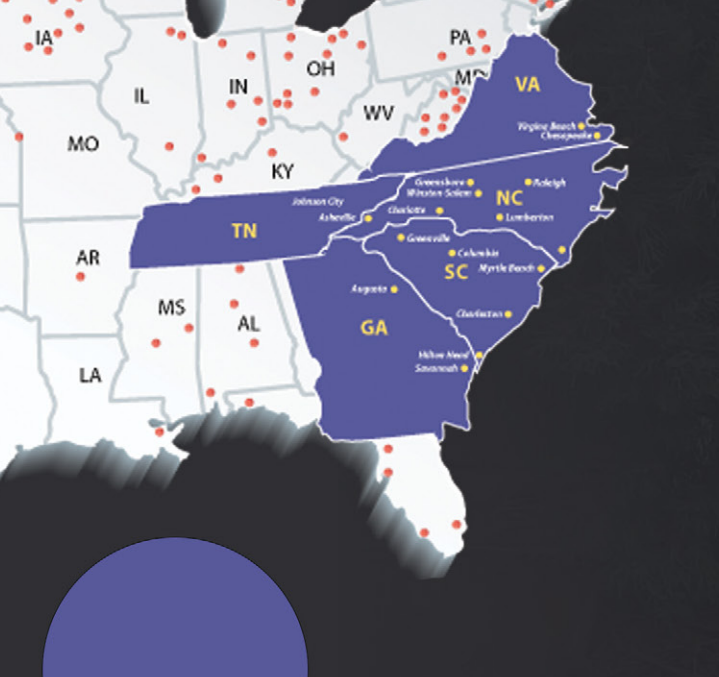 IA
PA
OH
IL
IN
MD
VA
WV
Virgina Beach
Chesapeake
MO
KY
Greensboro
Raleigh
Winston-Salem
NC
Johnson City
Asheville
Charlotte
Lumberton
TN
Greenville
Columbia
AR
SC
Myrtle Beach
Augusta
MS
AL
GA
Charleston
Hilton Head
Savannah
LA